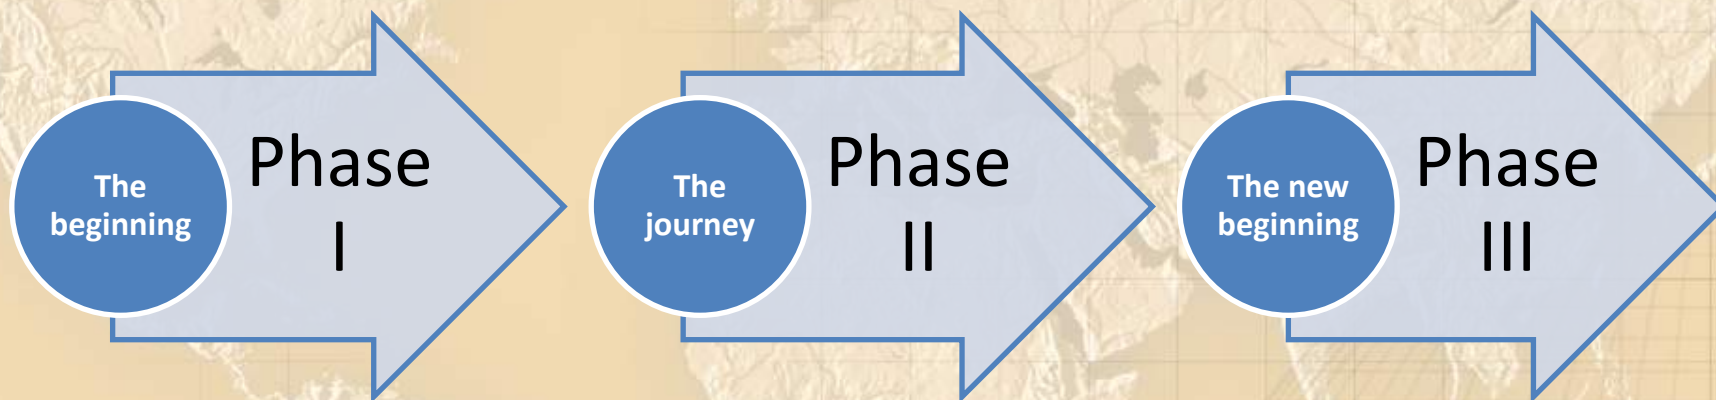 The
beginning
Phase
I
The
journey
Phase
II
The new
beginning
Phase
III